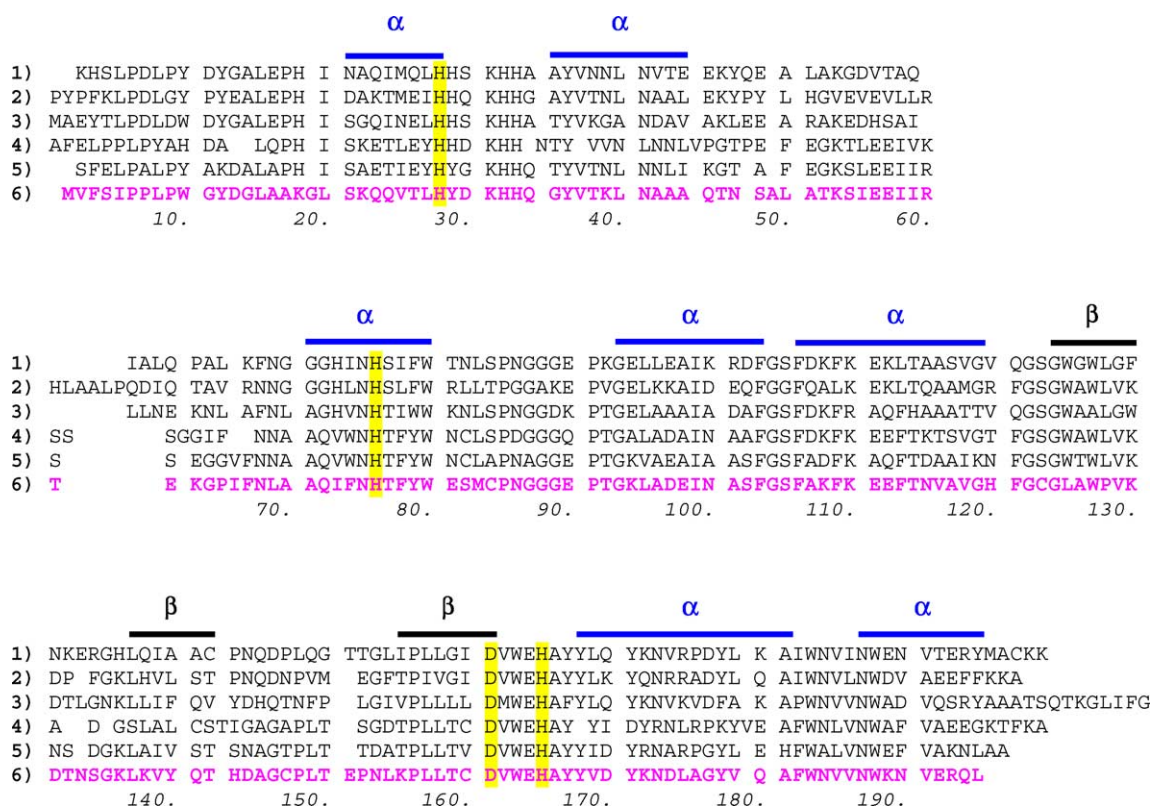 α α
1) KHSLPDLPY DYGALEPH I NAQIMQLHHS KHHA AYVNNL NVTE EKYQE A LAKGDVTAQ
2) PYPFKLPDLGY PYEALEPH I DAKTMEIHHQ KHHG AYVTNL NAAL EKYPY L HGVEVEVLLR
3) MAEYTLPDLDW DYGALEPH I SGQINELHHS KHHA TYVKGA NDAV AKLEE A RAKEDHSAI
4) AFELPPLPYAH DA LQPH I SKETLEYHHD KHH NTY VVN LNNLVPGTPE F EGKTLEEIVK
5) SFELPALPY AKDALAPH I SAETIEYHYG KHHQ TYVTNL NNLI KGT A F EGKSLEEIIR
6) MVFSIPPLPW GYDGLAAKGL SKQQVTLHYD KHHQ GYVTKL NAAA QTN SAL ATKSIEEIIR
10. 20. 30. 40. 50. 60.
α α α β
1) IALQ PAL KFNGG GGHINHSIFW TNLSPNGGGEP PKGELLEAIKR RDFGSFDKFK EKLTAASVGV QGSGWGWLGF
2) HLAALPQDIQ TAV RNNGG GGHLNHSLFW RLLTPGGAKE PVGELKKAID EQFGGFQALK EKLTQAAMGR FGSGWAWLVK
3) LLNEK KNL AFNL AGHVNHTIWW KNLSPNGGDK PTGELAAAIA DAFGSFDKFR AQFHAAATTV QGSGWAALGW
4) SS SGGIF NNA AQVWNHTFYW NCLSPDGGGQ PTGALADAIN AAFGSFDKFK EEFTKTSVGT FGSGWAWLVK
5) S S EGGVFNNA AQVWNHTFYW NCLAPNAGGE PTGKVAEAIA ASFGSFADFK AQFTDAAIKN FGSGWTWLVK
6) T E KGPIFNLA AQIFNHTFYW ESMCPNGGGE PTGKLADEIN ASFGSFAKFK EEFTNVAVGH FGCGLAWPVK
70. 80. 90. 100. 110. 120. 130.
β β α α
1) NKERGHLQIA AC PNQDPLQG TTGLIPLLGI DVWEHAYYLQ YKNVRPDYL K AIWNVINWEN VTERYMACKK
2) DP FGKLHVL ST PNQDNPVM EGFTPIVGI DVWEHAYYLK YQNRRADYL Q AIWNVLNWDV AEEFFKKA
3) DTLGNKLLIF QV YDHQTNFP LGIVPLLLL DMWEHAFYLQ YKNVKVDFA K APWNVVNWAD VQSRYAAATSQTKGLIFG
4) A D GSLALC STIGAGAPLT SGDTPLLTC DVWEHAY YI DYRNLRPKYVE AFWNLVNWAF VAEEGKTFKA
5) NS DGKLAIV ST SNAGTPLT TDATPLLTV DVWEHAYYID YRNARPGYL E HFWALVNWEF VAKNLAA
6) DTNSGKLKVY QT HDAGCPLT EPNLKPLLTC DVWEHAYYVD YKNDLAGYV Q AFWNVVNWKN VERQL
140. 150. 160. 170. 180. 190.